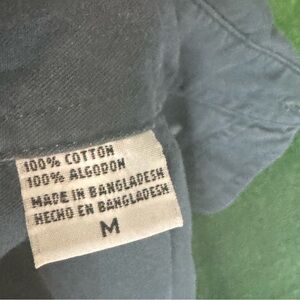 100% COTTON
100% ALGODON
MADE IN BANGLADESH
HECHO EN BANGLADESH
M